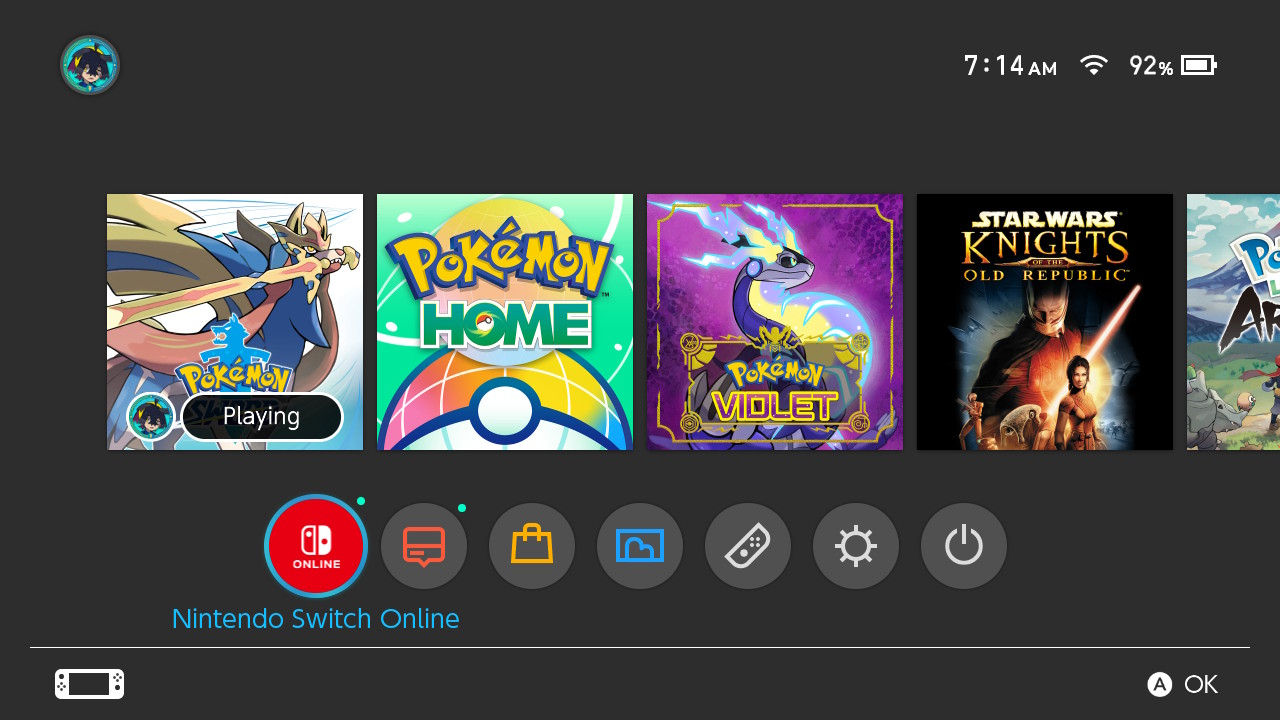 7:14 AM 92%
POKéMON
Playing
POKéMON
HOME
POKéMON
VIOLET
STAR WARS
KNIGHTS
OF THE
OLD REPUBLIC
ONLINE
Nintendo Switch Online
A OK